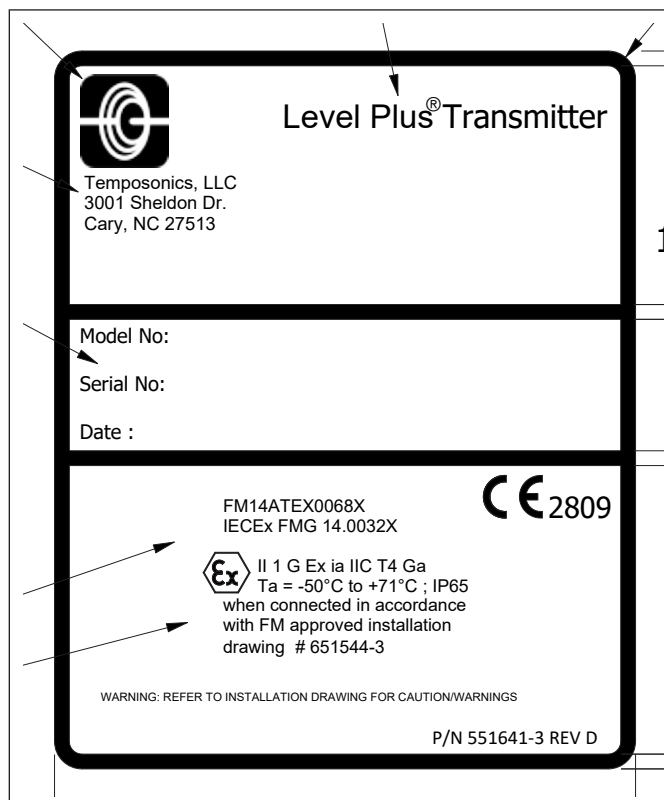 Level Plus® Transmitter
Temposonics, LLC
3001 Sheldon Dr.
Cary, NC 27513
1
Model No:
Serial No:
Date :
CE 2809
FM14ATEX0068X
IECEx FMG 14.0032X
Ex II 1 G Ex ia IIC T4 Ga
Ta = -50°C to +71°C ; IP65
when connected in accordance
with FM approved installation
drawing # 651544-3
WARNING: REFER TO INSTALLATION DRAWING FOR CAUTION/WARNINGS
P/N 551641-3 REV D